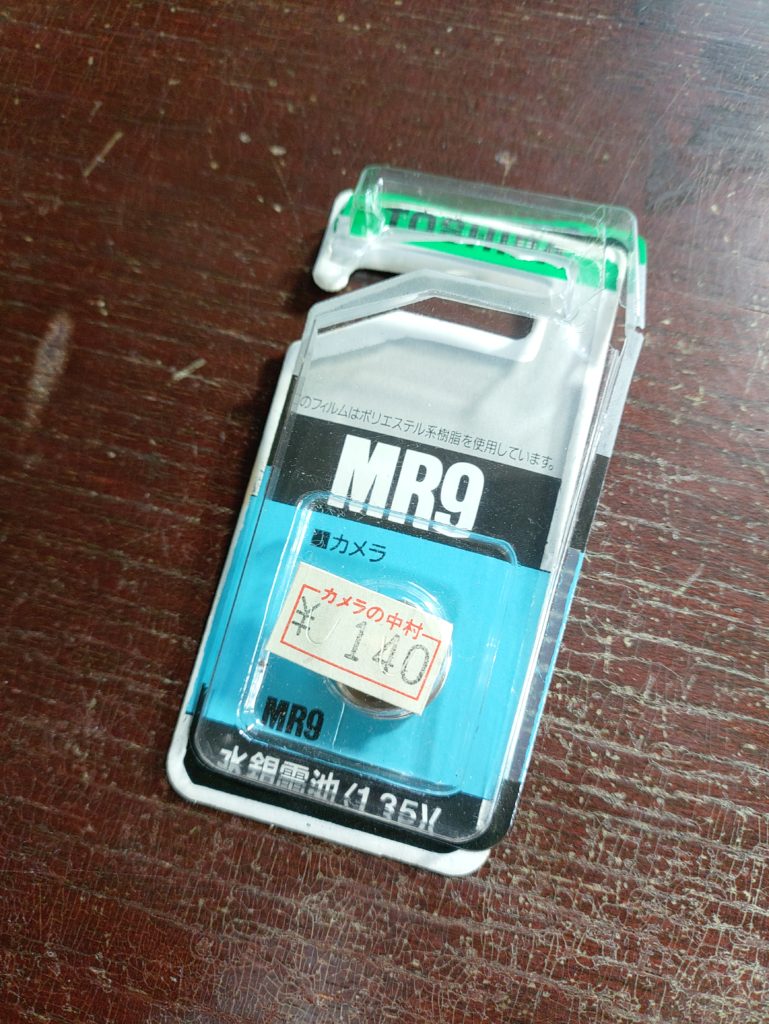 TOSHIBA
のフィルムはポリエステル系樹脂を使用しています。
MR9
カメラ
カメラの中村
¥140
MR9
水銀電池/1.35V